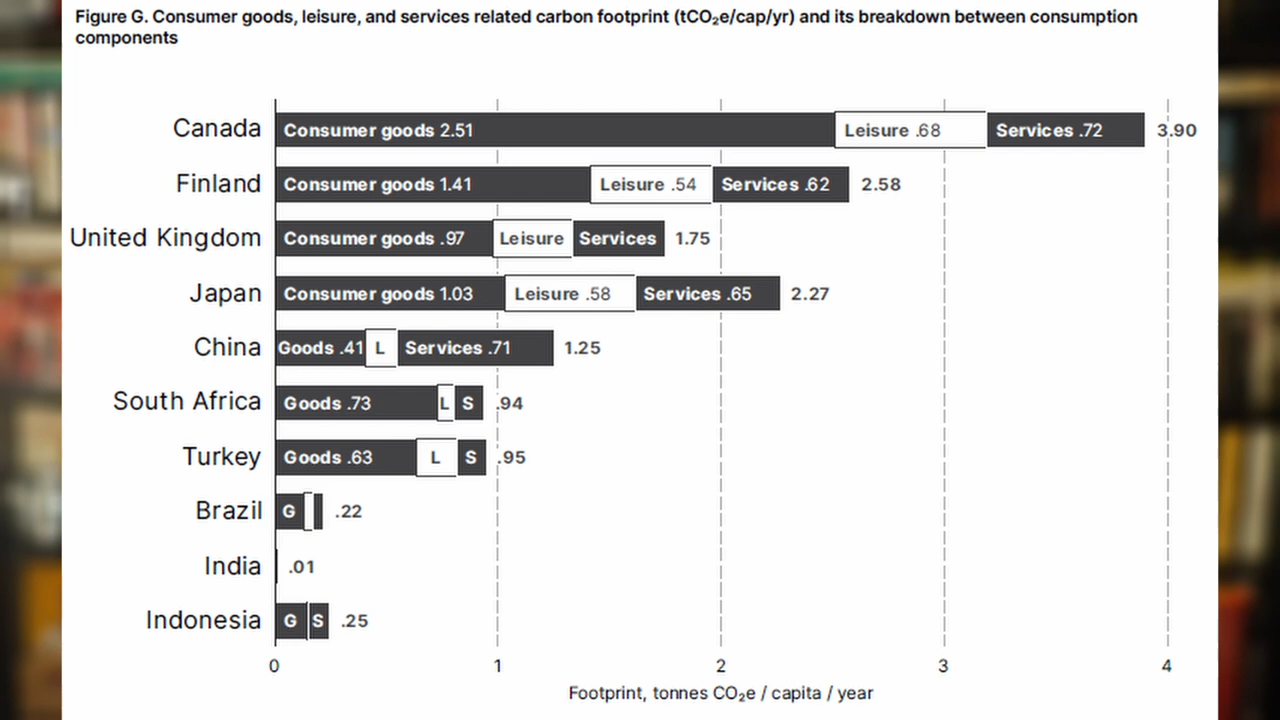 Figure G. Consumer goods, leisure, and services related carbon footprint (tCO₂e/cap/yr) and its breakdown between consumption
components
Canada Consumer goods 2.51 Leisure .68 Services .72 3.90
Finland Consumer goods 1.41 Leisure .54 Services .62 2.58
United Kingdom Consumer goods .97 Leisure Services 1.75
Japan Consumer goods 1.03 Leisure .58 Services .65 2.27
China Goods .41 L Services .71 1.25
South Africa Goods .73 L S .94
Turkey Goods .63 L S .95
Brazil G .22
India .01
Indonesia G S .25
0 1 2 3 4
Footprint, tonnes CO₂e / capita / year